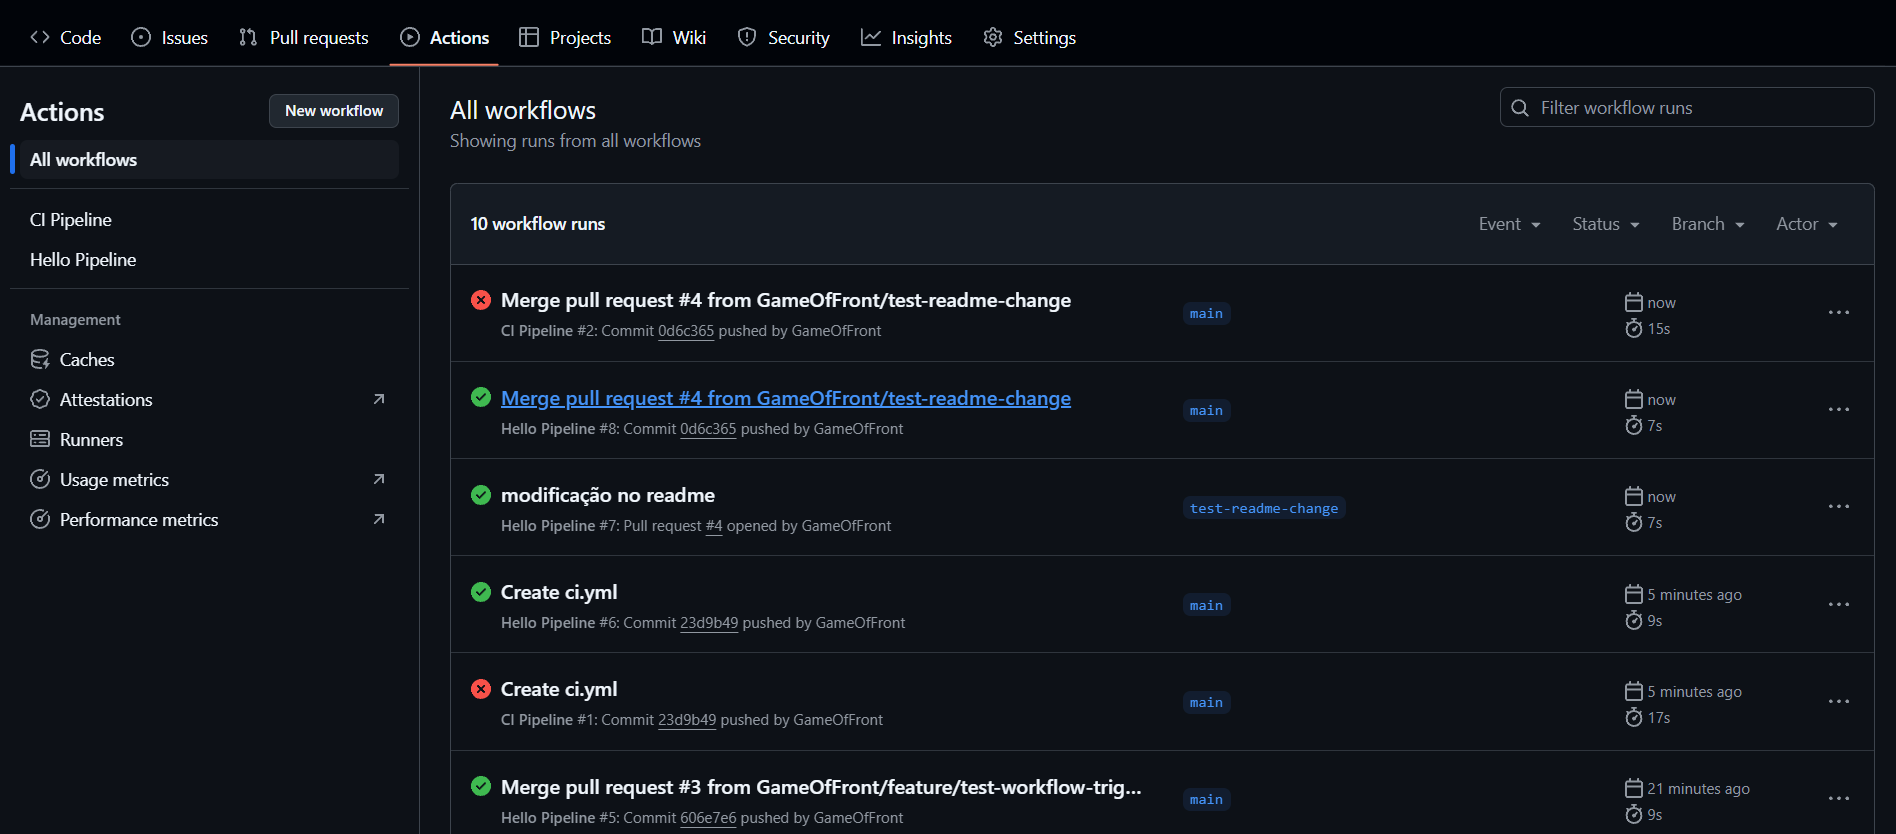 Code
Issues
Pull requests
Actions
Projects
Wiki
Security
Insights
Settings
Actions
New workflow
All workflows
CI Pipeline
Hello Pipeline
Management
Caches
Attestations
Runners
Usage metrics
Performance metrics
All workflows
Showing runs from all workflows
Filter workflow runs
10 workflow runs
Event
Status
Branch
Actor
Merge pull request #4 from GameOfFront/test-readme-change
CI Pipeline #2: Commit 0d6c365 pushed by GameOfFront
main
now
15s
Merge pull request #4 from GameOfFront/test-readme-change
Hello Pipeline #8: Commit 0d6c365 pushed by GameOfFront
main
now
7s
modificação no readme
Hello Pipeline #7: Pull request #4 opened by GameOfFront
test-readme-change
now
7s
Create ci.yml
Hello Pipeline #6: Commit 23d9b49 pushed by GameOfFront
main
5 minutes ago
9s
Create ci.yml
CI Pipeline #1: Commit 23d9b49 pushed by GameOfFront
main
5 minutes ago
17s
Merge pull request #3 from GameOfFront/feature/test-workflow-trig...
Hello Pipeline #5: Commit 606e7e6 pushed by GameOfFront
main
21 minutes ago
9s